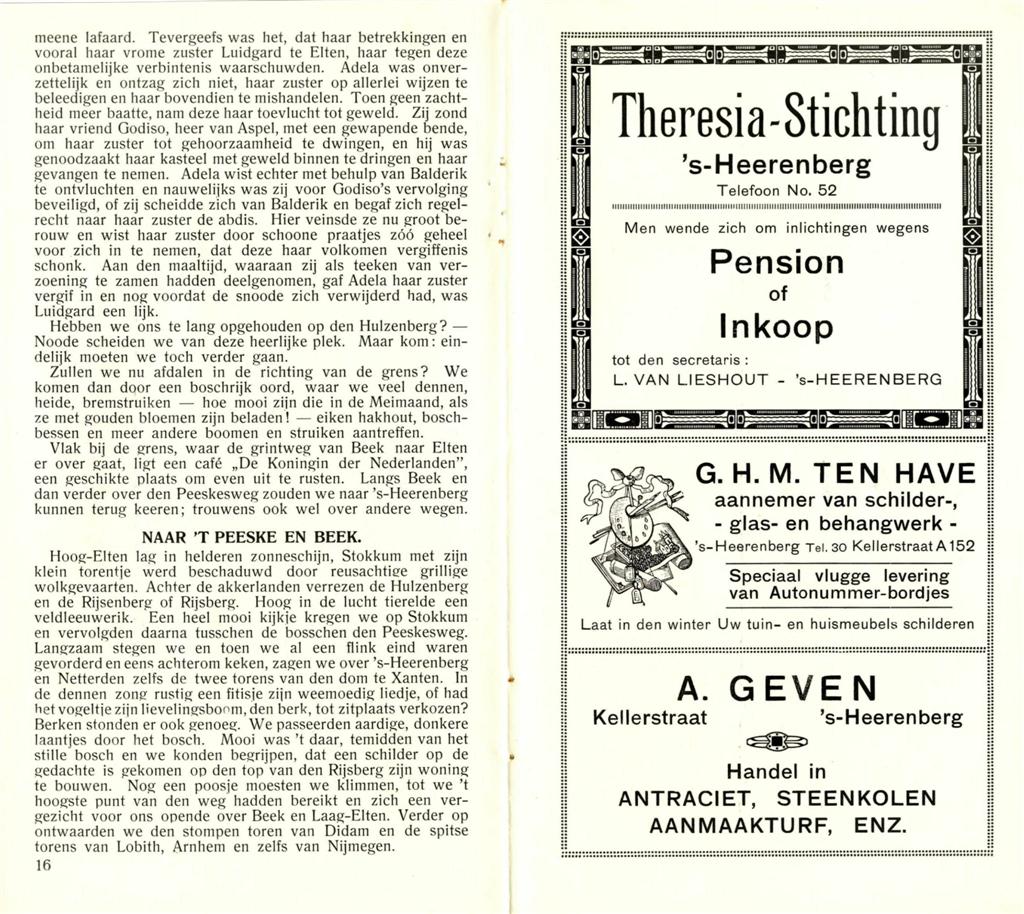 meene lafaard. Tevergeefs was het, dat haar betrekkingen en
vooral haar vrome zuster Luidgard te Elten, haar tegen deze
onbetamelijke verbintenis waarschuwden. Adela was onver-
zettelijk en ontzag zich niet, haar zuster op allerlei wijzen te
beleedigen en haar bovendien te mishandelen. Toen geen zacht-
heid meer baatte, nam deze haar toevlucht tot geweld. Zij zond
haar vriend Godiso, heer van Aspel, met een gewapende bende,
om haar zuster tot gehoorzaamheid te dwingen, en hij was
genoodzaakt haar kasteel met geweld binnen te dringen en haar
gevangen te nemen. Adela wist echter met behulp van Balderik
te ontvluchten en nauwelijks was zij voor Godiso's vervolging
beveiligd, of zij scheidde zich van Balderik en begaf zich regel-
recht naar haar zuster de abdis. Hier veinsde ze nu groot be-
rouw en wist haar zuster door schoone praatjes zóó geheel
voor zich in te nemen, dat deze haar volkomen vergiffenis
schonk. Aan den maaltijd, waaraan zij als teeken van ver-
zoening te zamen hadden deelgenomen, gaf Adela haar zuster
vergif in en nog voordat de snoode zich verwijderd had, was
Luidgard een lijk.
Hebben we ons te lang opgehouden op den Hulzenberg? —
Noode scheiden we van deze heerlijke plek. Maar kom: ein-
delijk moeten we toch verder gaan.
Zullen we nu afdalen in de richting van de grens? We
komen dan door een boschrijk oord, waar we veel dennen,
heide, bremstruiken — hoe mooi zijn die in de Meimaand, als
ze met gouden bloemen zijn beladen! — eiken hakhout, bosch-
bessen en meer andere boomen en struiken aantreffen.
Vlak bij de grens, waar de grintweg van Beek naar Elten
er over gaat, ligt een café „De Koningin der Nederlanden",
een geschikte plaats om even uit te rusten. Langs Beek en
dan verder over den Peeskesweg zouden we naar 's-Heerenberg
kunnen terug keeren; trouwens ook wel over andere wegen.
NAAR 'T PEESKE EN BEEK.
Hoog-Elten lag in helderen zonneschijn, Stokkum met zijn
klein torentje werd beschaduwd door reusachtige grillige
wolkgevaarten. Achter de akkerlanden verrezen de Hulzenberg
en de Rijsenberg of Rijsberg. Hoog in de lucht tierelde een
veldleeuwerik. Een heel mooi kijkje kregen we op Stokkum
en vervolgden daarna tusschen de bosschen den Peeskesweg.
Langzaam stegen we en toen we al een flink eind waren
gevorderd en eens achterom keken, zagen we over 's-Heerenberg
en Netterden zelfs de twee torens van den dom te Xanten. In
de dennen zong rustig een fitisje zijn weemoedig liedje, of had
het vogeltje zijn lievelingsboom, den berk, tot zitplaats verkozen?
Berken stonden er ook genoeg. We passeerden aardige, donkere
laantjes door het bosch. Mooi was 't daar, temidden van het
stille bosch en we konden begrijpen, dat een schilder op de
gedachte is gekomen op den top van den Rijsberg zijn woning
te bouwen. Nog een poosje moesten we klimmen, tot we 't
hoogste punt van den weg hadden bereikt en zich een ver-
gezicht voor ons opende over Beek en Laag-Elten. Verder op
ontwaarden we den stompen toren van Didam en de spitse
torens van Lobith, Arnhem en zelfs van Nijmegen.
16
Theresia-Stichting
's-Heerenberg
Telefoon No. 52
Men wende zich om inlichtingen wegens
Pension
of
Inkoop
tot den secretaris:
L. VAN LIESHOUT - 's-HEERENBERG
G. H. M. TEN HAVE
aannemer van schilder-,
- glas- en behangwerk -
's-Heerenberg Tel. 30 Kellerstraat A 152
Speciaal vlugge levering
van Autonummer-bordjes
Laat in den winter Uw tuin- en huismeubels schilderen
A. GEVEN
Kellerstraat 's-Heerenberg
Handel in
ANTRACIET, STEENKOLEN
AANMAAKTURF, ENZ.